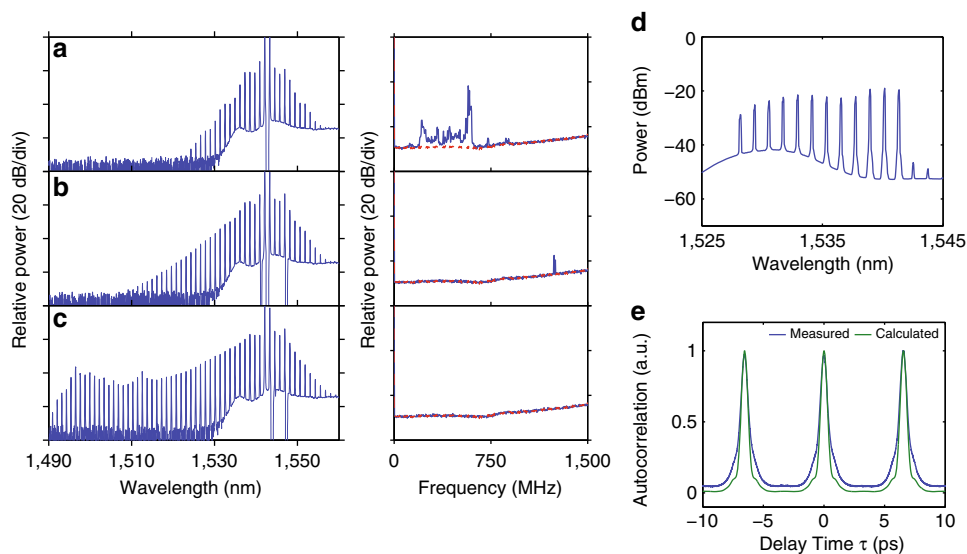 a
b
c
Relative power (20 dB/div)
1,490 1,510 1,530 1,550
Wavelength (nm)
Relative power (20 dB/div)
0 750 1,500
Frequency (MHz)
d
0
−20
−40
−60
Power (dBm)
1,525 1,535 1,545
Wavelength (nm)
e
Measured Calculated
1
0.5
0
Autocorrelation (a.u.)
−10 −5 0 5 10
Delay Time τ (ps)